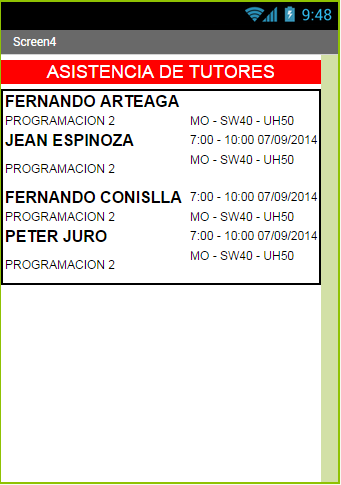 9:48
Screen4
ASISTENCIA DE TUTORES
FERNANDO ARTEAGA
PROGRAMACION 2 MO - SW40 - UH50
JEAN ESPINOZA 7:00 - 10:00 07/09/2014
MO - SW40 - UH50
PROGRAMACION 2
FERNANDO CONISLLA 7:00 - 10:00 07/09/2014
PROGRAMACION 2 MO - SW40 - UH50
PETER JURO 7:00 - 10:00 07/09/2014
MO - SW40 - UH50
PROGRAMACION 2